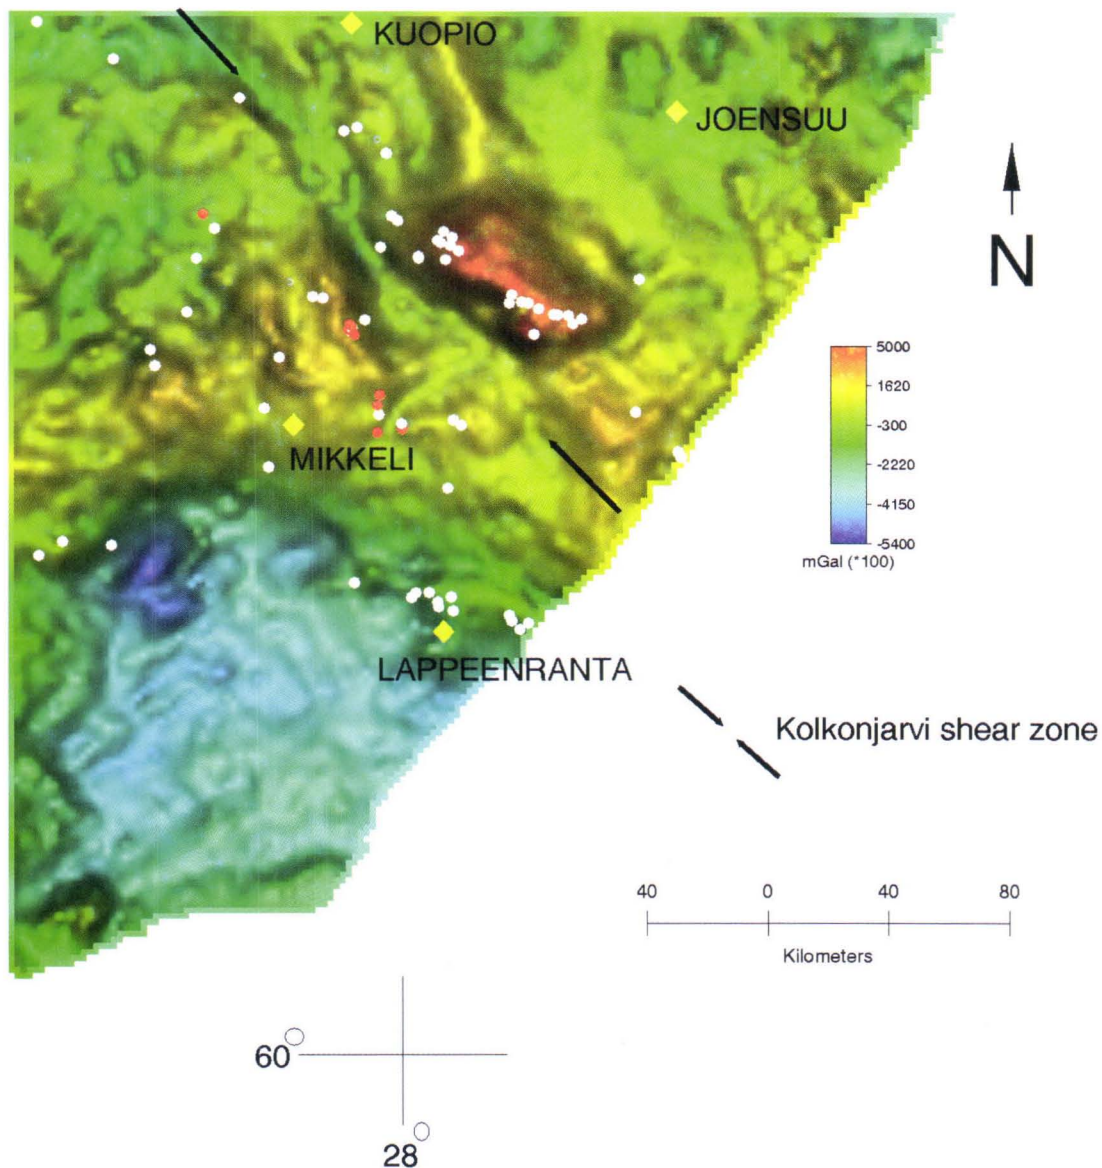 KUOPIO
JOENSUU
N
5000
1620
-300
-2220
-4150
-5400
mGal (*100)
MIKKELI
LAPPEENRANTA
Kolkonjarvi shear zone
40 0 40 80
Kilometers
60°
28°